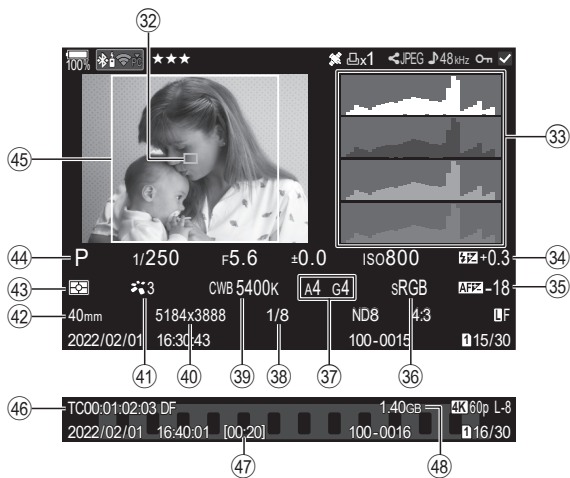 32
100% PC ★★★ x1 JPEG 48kHz
45
33
44 P 1/250 F5.6 ±0.0 ISO800 +0.3 34
43 3 CWB 5400K A4 G4 sRGB AF -18 35
42 40mm 5184x3888 1/8 ND8 4:3 LF
2022/02/01 16:30:43 100-0015 1 15/30
41 40 39 38 37 36
46 TC00:01:02:03 DF 1.40GB 4K 60p L-8
2022/02/01 16:40:01 [00:20] 100-0016 1 16/30
47 48